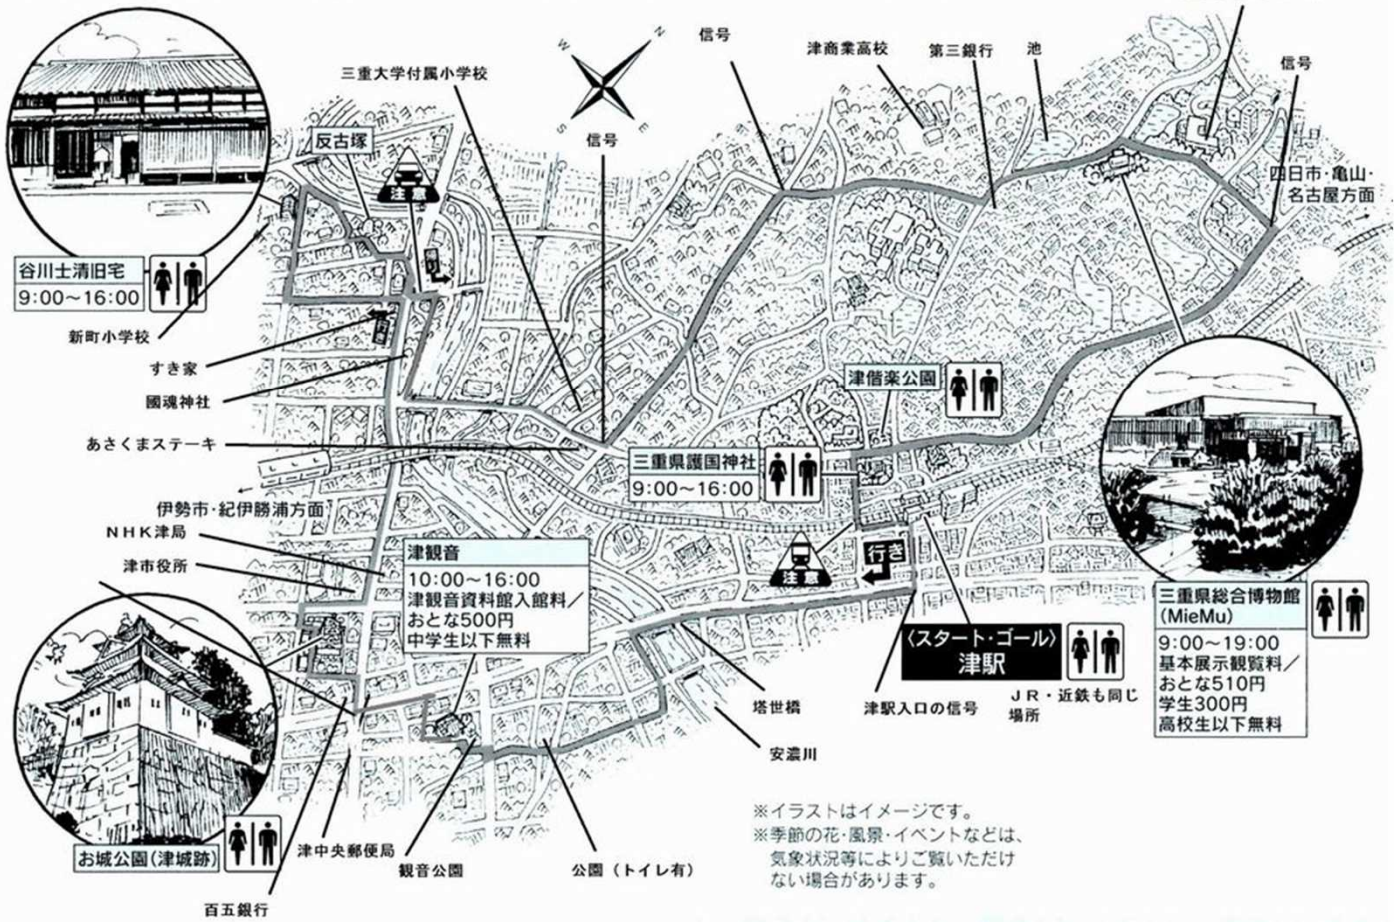 信号
津商業高校
第三銀行
池
信号
三重大学付属小学校
W
N
S
E
信号
反古塚
注意
帰り
四日市・亀山・
名古屋方面
谷川士清旧宅
9:00～16:00
新町小学校
すき家
國魂神社
あさくまステーキ
津偕楽公園
三重県護国神社
9:00～16:00
伊勢市・紀伊勝浦方面
NHK津局
津市役所
津観音
10:00～16:00
津観音資料館入館料／
おとな500円
中学生以下無料
注意
行き
〈スタート・ゴール〉
津駅
JR・近鉄も同じ
場所
三重県総合博物館
(MieMu)
9:00～19:00
基本展示観覧料／
おとな510円
学生300円
高校生以下無料
塔世橋
津駅入口の信号
安濃川
お城公園(津城跡)
津中央郵便局
観音公園
公園（トイレ有）
百五銀行
※イラストはイメージです。
※季節の花・風景・イベントなどは、
気象状況等によりご覧いただけ
ない場合があります。